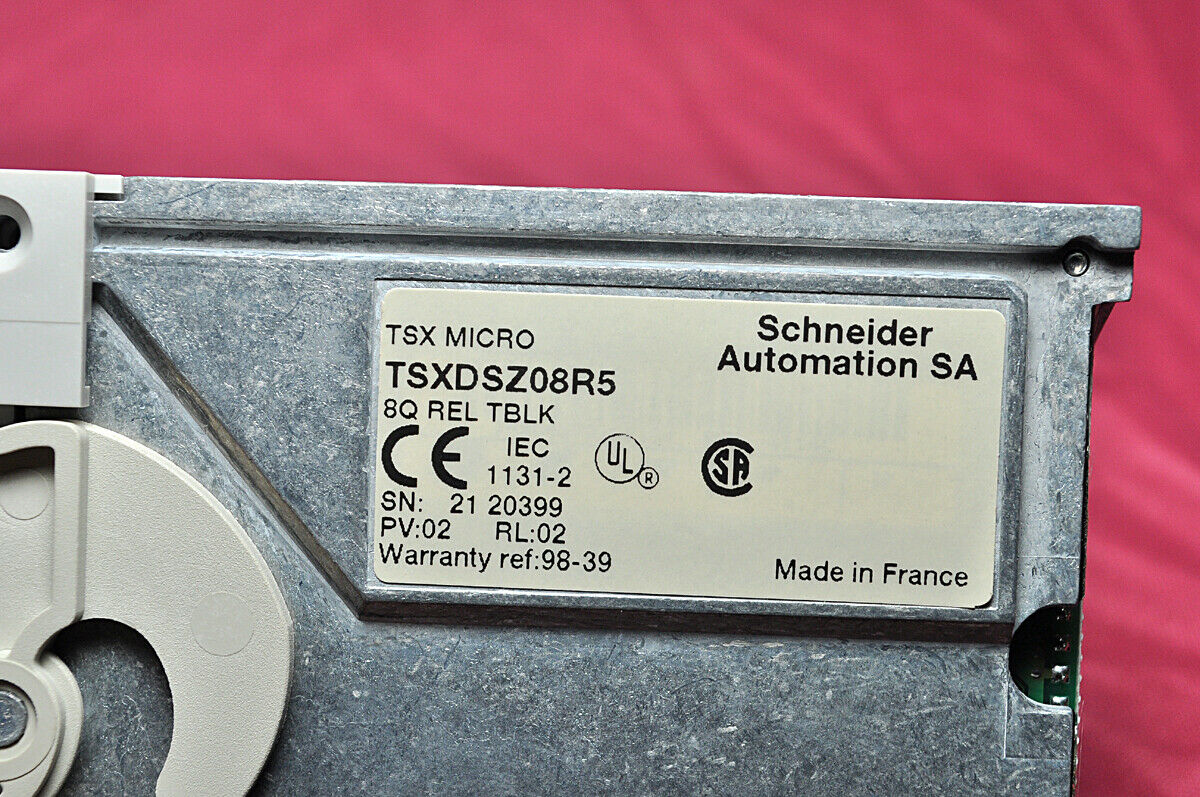 TSX MICRO
Schneider
Automation SA
TSXDSZ08R5
8Q REL TBLK
CE IEC
1131-2
UL ®
SA
SN: 21 20399
PV:02 RL:02
Warranty ref:98-39
Made in France